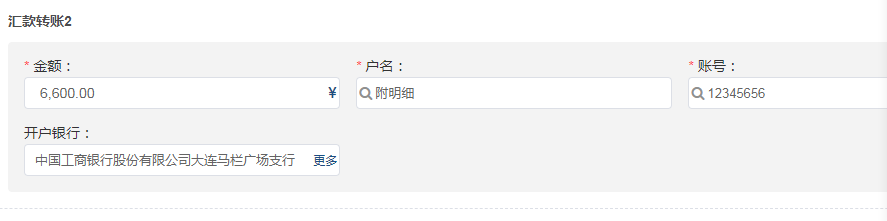 汇款转账2
* 金额： * 户名： * 账号：
6,600.00 ¥ 附明细 12345656
开户银行：
中国工商银行股份有限公司大连马栏广场支行 更多